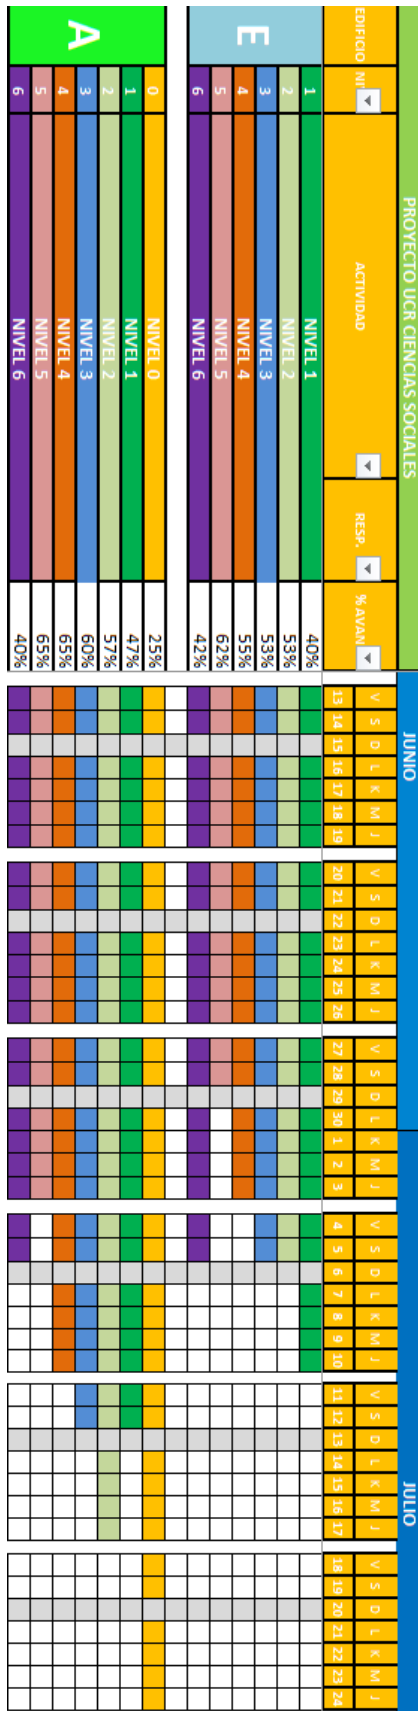 PROYECTO UCR CIENCIAS SOCIALES JUNIO JULIO
EDIFICIO NI ACTIVIDAD RESP. % AVAN V S D L K M J V S D L K M J V S D L K M J V S D L K M J V S D L K M J V S D L K M J
13 14 15 16 17 18 19 20 21 22 23 24 25 26 27 28 29 30 1 2 3 4 5 6 7 8 9 10 11 12 13 14 15 16 17 18 19 20 21 22 23 24
E
1 NIVEL 1 40%
2 NIVEL 2 53%
3 NIVEL 3 53%
4 NIVEL 4 55%
5 NIVEL 5 62%
6 NIVEL 6 42%
A
0 NIVEL 0 25%
1 NIVEL 1 47%
2 NIVEL 2 57%
3 NIVEL 3 60%
4 NIVEL 4 65%
5 NIVEL 5 65%
6 NIVEL 6 40%